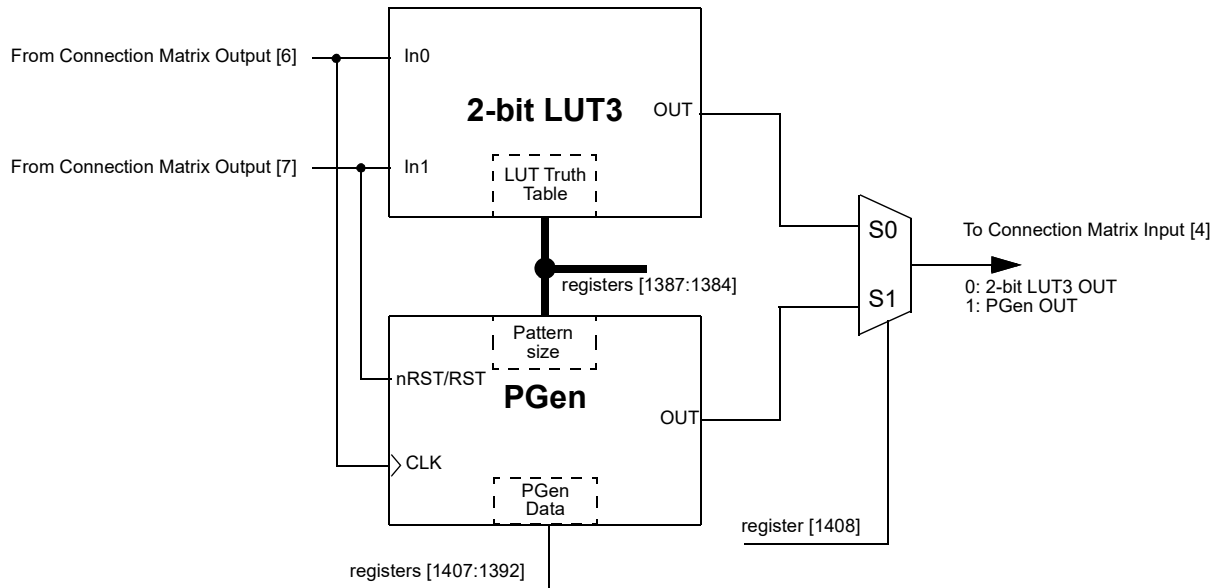 From Connection Matrix Output [6]
In0
2-bit LUT3
OUT
From Connection Matrix Output [7]
In1
LUT Truth
Table
S0
To Connection Matrix Input [4]
registers [1387:1384]
0: 2-bit LUT3 OUT
S1
1: PGen OUT
Pattern
size
nRST/RST
PGen
OUT
CLK
PGen
Data
register [1408]
registers [1407:1392]